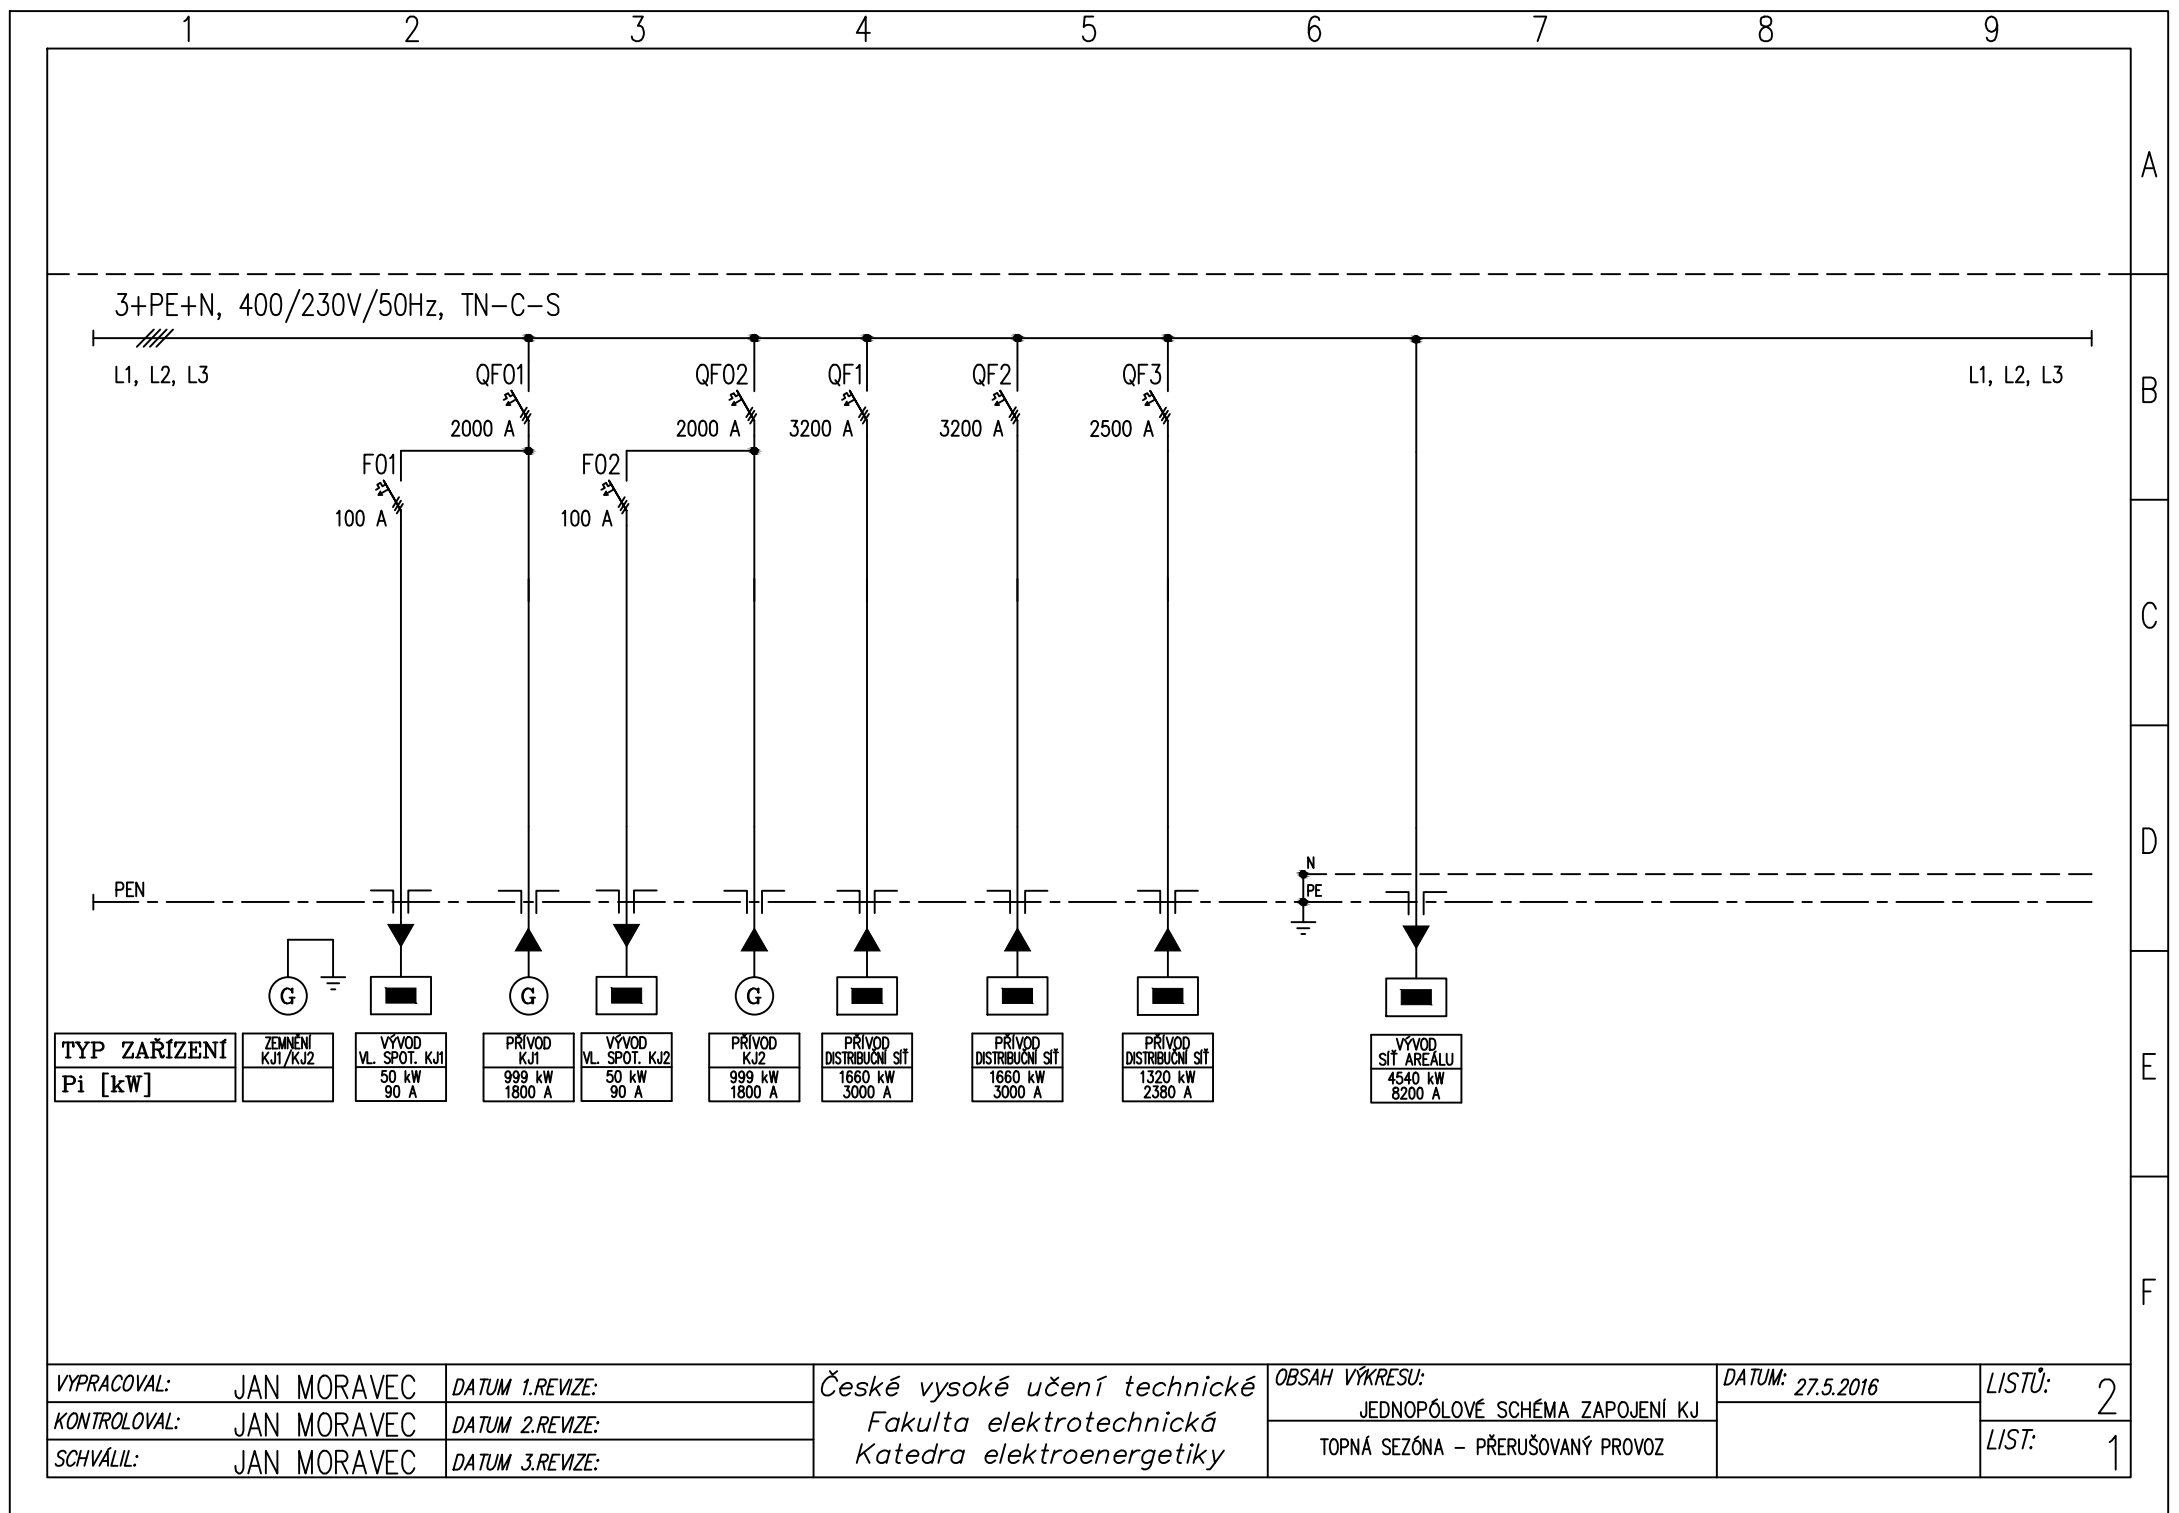 1 2 3 4 5 6 7 8 9
A
3+PE+N, 400/230V/50Hz, TN-C-S
L1, L2, L3
QF01
2000 A
QF02
2000 A
QF1
3200 A
QF2
3200 A
QF3
2500 A
L1, L2, L3
B
F01
100 A
F02
100 A
C
D
N
PEN
PE
G
G
G
TYP ZAŘÍZENÍ
Pi [kW]
ZEMNĚNÍ
KJ1/KJ2
VÝVOD
VL. SPOT. KJ1
50 kW
90 A
PŘÍVOD
KJ1
999 kW
1800 A
VÝVOD
VL. SPOT. KJ2
50 kW
90 A
PŘÍVOD
KJ2
999 kW
1800 A
PŘÍVOD
DISTRIBUČNÍ SÍŤ
1660 kW
3000 A
PŘÍVOD
DISTRIBUČNÍ SÍŤ
1660 kW
3000 A
PŘÍVOD
DISTRIBUČNÍ SÍŤ
1320 kW
2380 A
VÝVOD
SÍŤ AREÁLU
4540 kW
8200 A
E
F
VYPRACOVAL: JAN MORAVEC
KONTROLOVAL: JAN MORAVEC
SCHVÁLIL: JAN MORAVEC
DATUM 1.REVIZE:
DATUM 2.REVIZE:
DATUM 3.REVIZE:
České vysoké učení technické
Fakulta elektrotechnická
Katedra elektroenergetiky
OBSAH VÝKRESU:
JEDNOPÓLOVÉ SCHÉMA ZAPOJENÍ KJ
TOPNÁ SEZÓNA – PŘERUŠOVANÝ PROVOZ
DATUM: 27.5.2016
LISTŮ: 2
LIST: 1